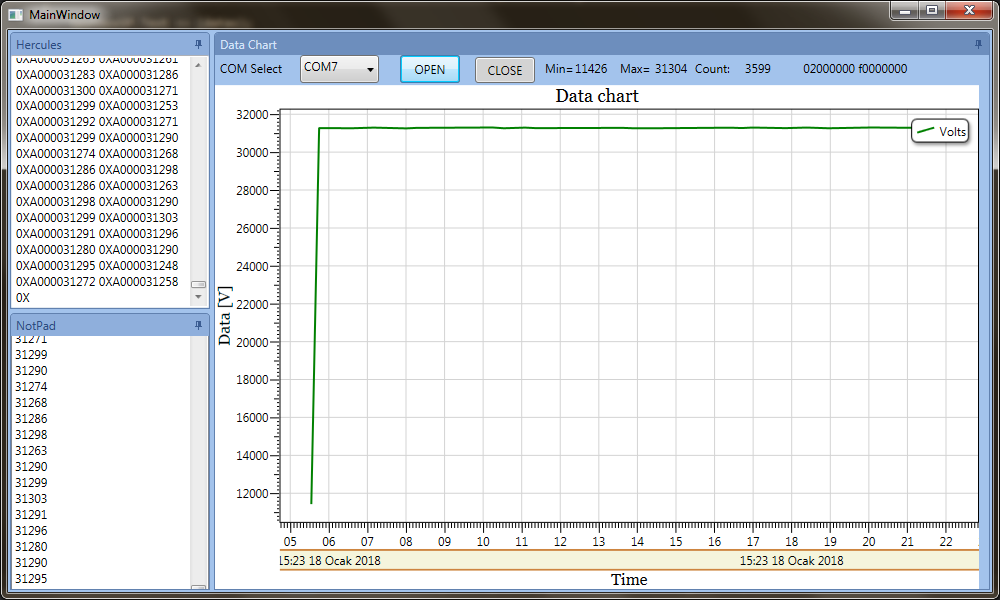 MainWindow
Hercules
0XA000031265 0XA000031261
0XA000031283 0XA000031286
0XA000031300 0XA000031271
0XA000031299 0XA000031253
0XA000031292 0XA000031271
0XA000031299 0XA000031290
0XA000031274 0XA000031268
0XA000031286 0XA000031298
0XA000031286 0XA000031263
0XA000031298 0XA000031290
0XA000031299 0XA000031303
0XA000031291 0XA000031296
0XA000031280 0XA000031290
0XA000031295 0XA000031248
0XA000031272 0XA000031258
0X
NotPad
31271
31299
31290
31274
31268
31286
31298
31263
31290
31299
31303
31291
31296
31280
31290
31295
Data Chart
COM Select COM7 OPEN CLOSE Min= 11426 Max= 31304 Count: 3599 02000000 f0000000
Data chart
Volts
Data [V]
32000
30000
28000
26000
24000
22000
20000
18000
16000
14000
12000
05 06 07 08 09 10 11 12 13 14 15 16 17 18 19 20 21 22
15:23 18 Ocak 2018 15:23 18 Ocak 2018
Time